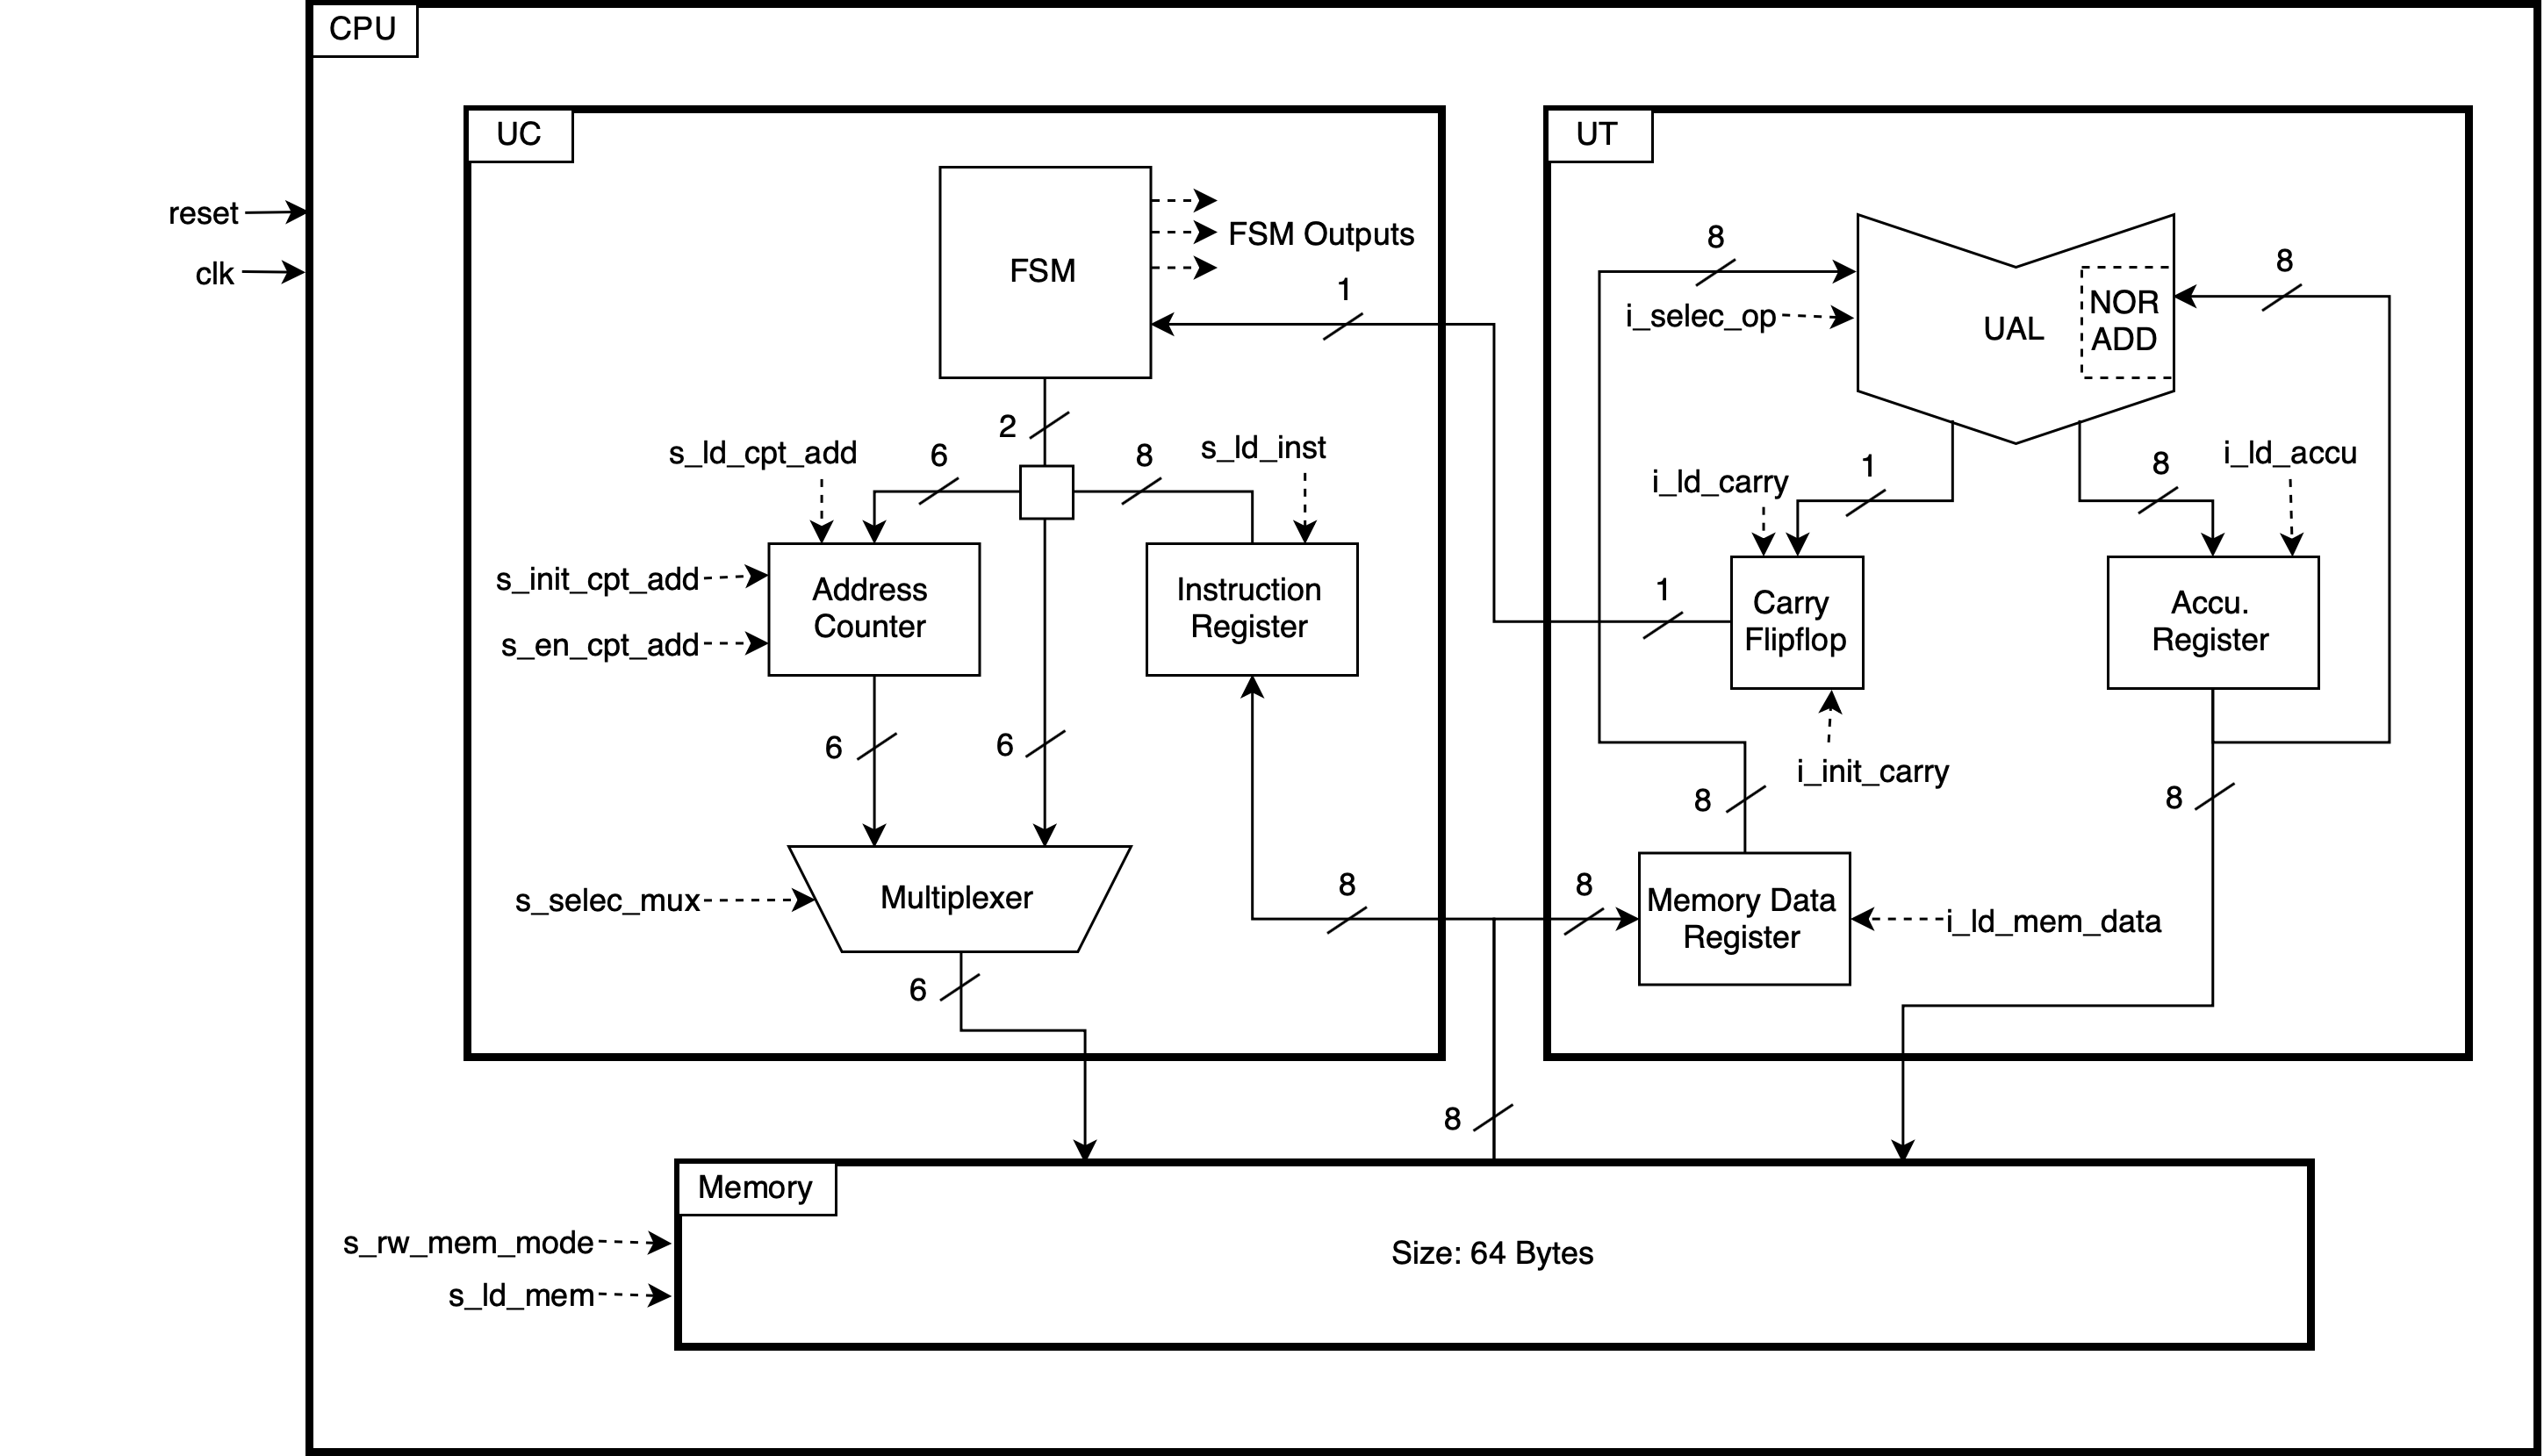 CPU
UC
UT
reset
clk
FSM
FSM Outputs
1
8
i_selec_op
UAL
NOR
ADD
8
2
s_ld_cpt_add
6
8
s_ld_inst
i_ld_carry
1
8
i_ld_accu
s_init_cpt_add
s_en_cpt_add
Address
Counter
Instruction
Register
1
Carry
Flipflop
Accu.
Register
6
6
i_init_carry
8
8
s_selec_mux
Multiplexer
8
8
Memory Data
Register
i_ld_mem_data
6
8
Memory
s_rw_mem_mode
s_ld_mem
Size: 64 Bytes